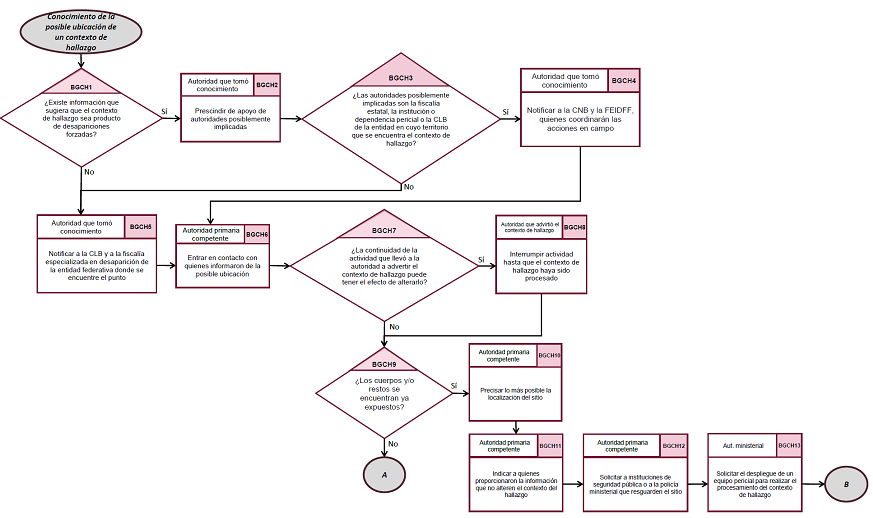 Conocimiento de la
posible ubicación de
un contexto de
hallazgo
BGCH1
¿Existe información que
sugiera que el contexto
de hallazgo sea producto
de desapariciones
forzadas?
Sí
No
Autoridad que tomó
conocimiento
BGCH2
Prescindir de apoyo de
autoridades posiblemente
implicadas
BGCH3
¿Las autoridades posiblemente
implicadas son la fiscalía
estatal, la institución o
dependencia pericial o la CLB
de la entidad en cuyo territorio
que se encuentra el contexto de
hallazgo?
Sí
No
Autoridad que tomó
conocimiento
BGCH4
Notificar a la CNB y la FEIDFF,
quienes coordinarán las
acciones en campo
Autoridad que tomó
conocimiento
BGCH5
Notificar a la CLB y a la fiscalía
especializada en desaparición de
la entidad federativa donde se
encuentre el punto
Autoridad primaria
competente
BGCH6
Entrar en contacto con
quienes informaron de la
posible ubicación
BGCH7
¿La continuidad de la
actividad que llevó a la
autoridad a advertir el
contexto de hallazgo puede
tener el efecto de alterarlo?
Sí
No
Autoridad que advirtió el
contexto de hallazgo
BGCH8
Interrumpir actividad
hasta que el contexto de
hallazgo haya sido
procesado
BGCH9
¿Los cuerpos y/o
restos se
encuentran ya
expuestos?
Sí
No
A
Autoridad primaria
competente
BGCH10
Precisar lo más posible la
localización del sitio
Autoridad primaria
competente
BGCH11
Indicar a quienes
proporcionaron la información
que no alteren el contexto del
hallazgo
Autoridad primaria
competente
BGCH12
Solicitar a instituciones de
seguridad pública o a la policía
ministerial que resguarden el sitio
Aut. ministerial
BGCH13
Solicitar el despliegue de un
equipo pericial para realizar el
procesamiento del contexto
de hallazgo
B